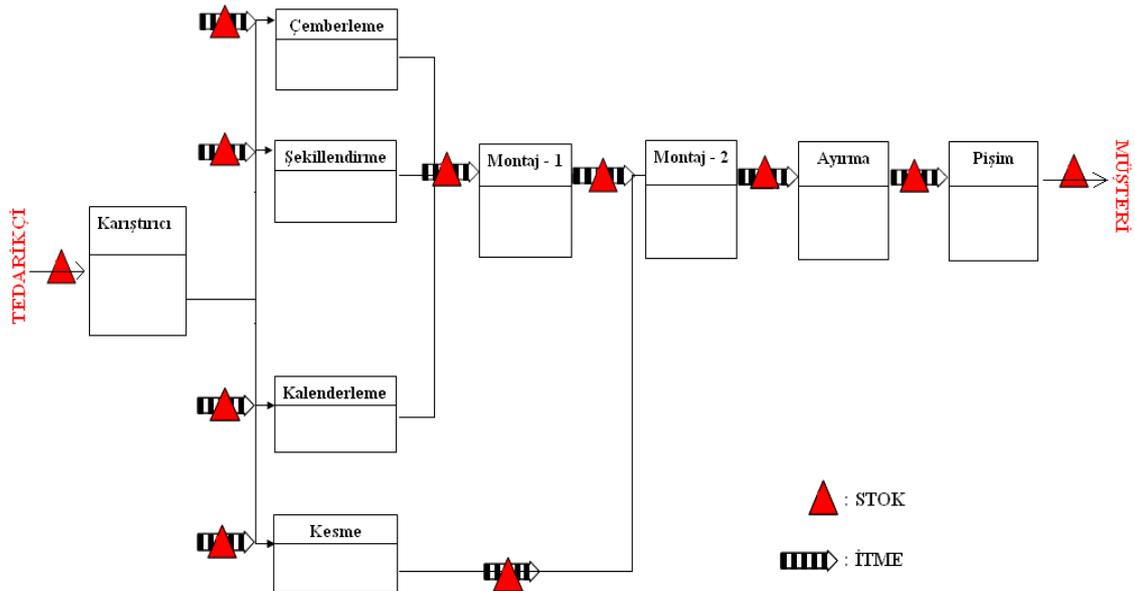 TEDARİKÇİ
Karıştırıcı
Çemberleme
Şekillendirme
Kalenderleme
Kesme
Montaj - 1
Montaj - 2
Ayırma
Pişim
MÜŞTERİ
: STOK
: İTME